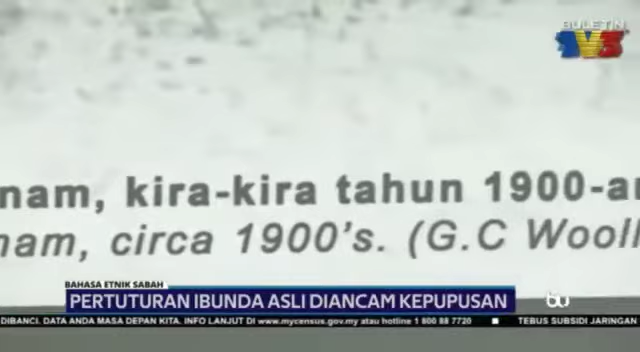 BULETIN
TV3
nam, kira-kira tahun 1900-a
nam, circa 1900's. (G.C Wooll
BAHASA ETNIK SABAH
PERTUTURAN IBUNDA ASLI DIANCAM KEPUPUSAN
bu
DIBANCI. DATA ANDA MASA DEPAN KITA. INFO LANJUT DI www.mycensus.gov.my atau hotline 1 800 88 7720 ■ TEBUS SUBSIDI JARINGAN